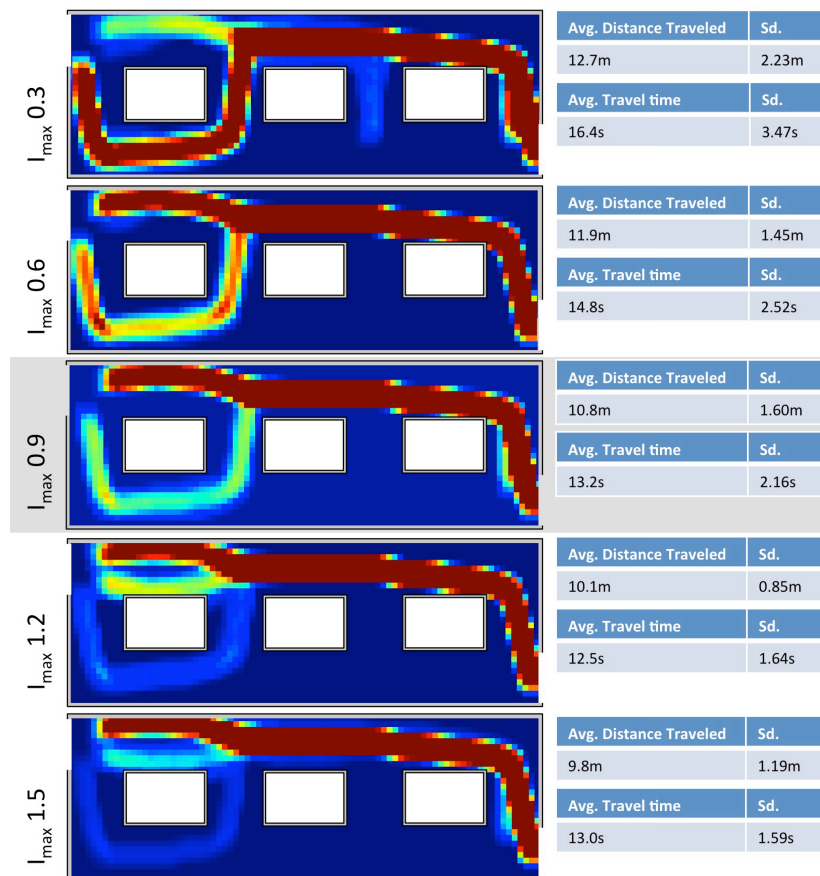 I max 0.3
Avg. Distance Traveled Sd.
12.7m 2.23m
Avg. Travel time Sd.
16.4s 3.47s
I max 0.6
Avg. Distance Traveled Sd.
11.9m 1.45m
Avg. Travel time Sd.
14.8s 2.52s
I max 0.9
Avg. Distance Traveled Sd.
10.8m 1.60m
Avg. Travel time Sd.
13.2s 2.16s
I max 1.2
Avg. Distance Traveled Sd.
10.1m 0.85m
Avg. Travel time Sd.
12.5s 1.64s
I max 1.5
Avg. Distance Traveled Sd.
9.8m 1.19m
Avg. Travel time Sd.
13.0s 1.59s